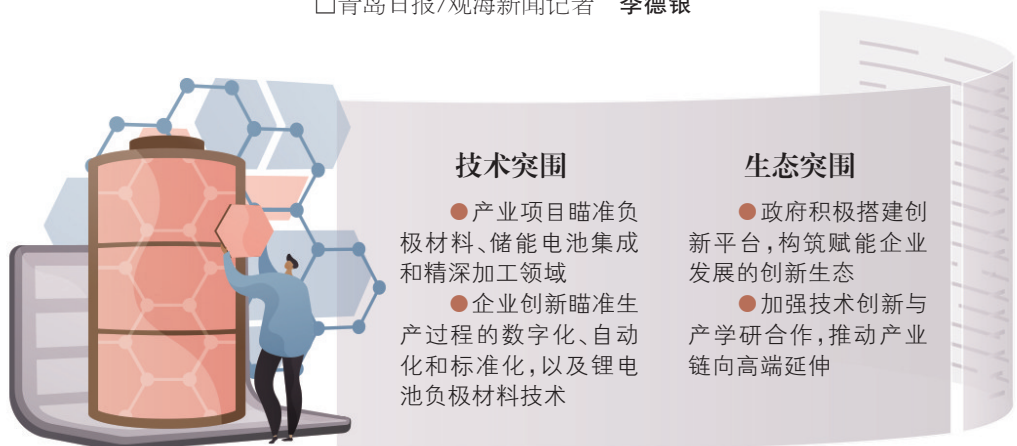 □青岛日报/观海新闻记者 李德银
技术突围
●产业项目瞄准负
极材料、储能电池集成
和精深加工领域
●企业创新瞄准生
产过程的数字化、自动
化和标准化,以及锂电
池负极材料技术
生态突围
●政府积极搭建创
新平台,构筑赋能企业
发展的创新生态
●加强技术创新与
产学研合作,推动产业
链向高端延伸